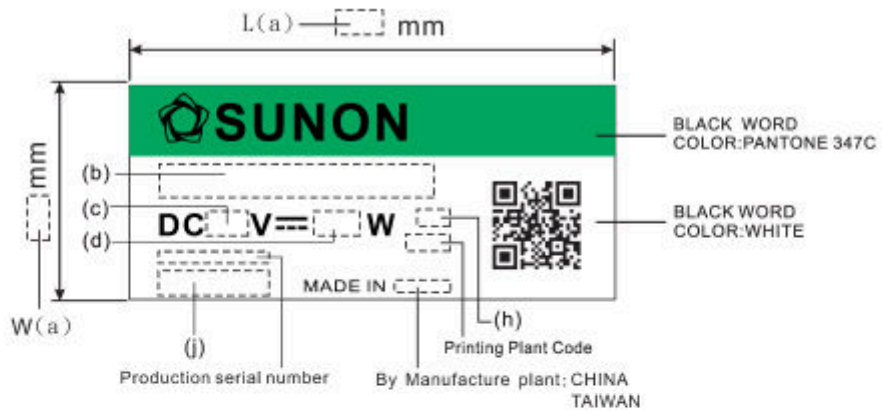 L(a) mm
SUNON
BLACK WORD
COLOR:PANTONE 347C
mm
(b)
(c)
DC V W
(d)
BLACK WORD
COLOR:WHITE
MADE IN
W(a)
(j)
(h)
Printing Plant Code
Production serial number
By Manufacture plant: CHINA
TAIWAN